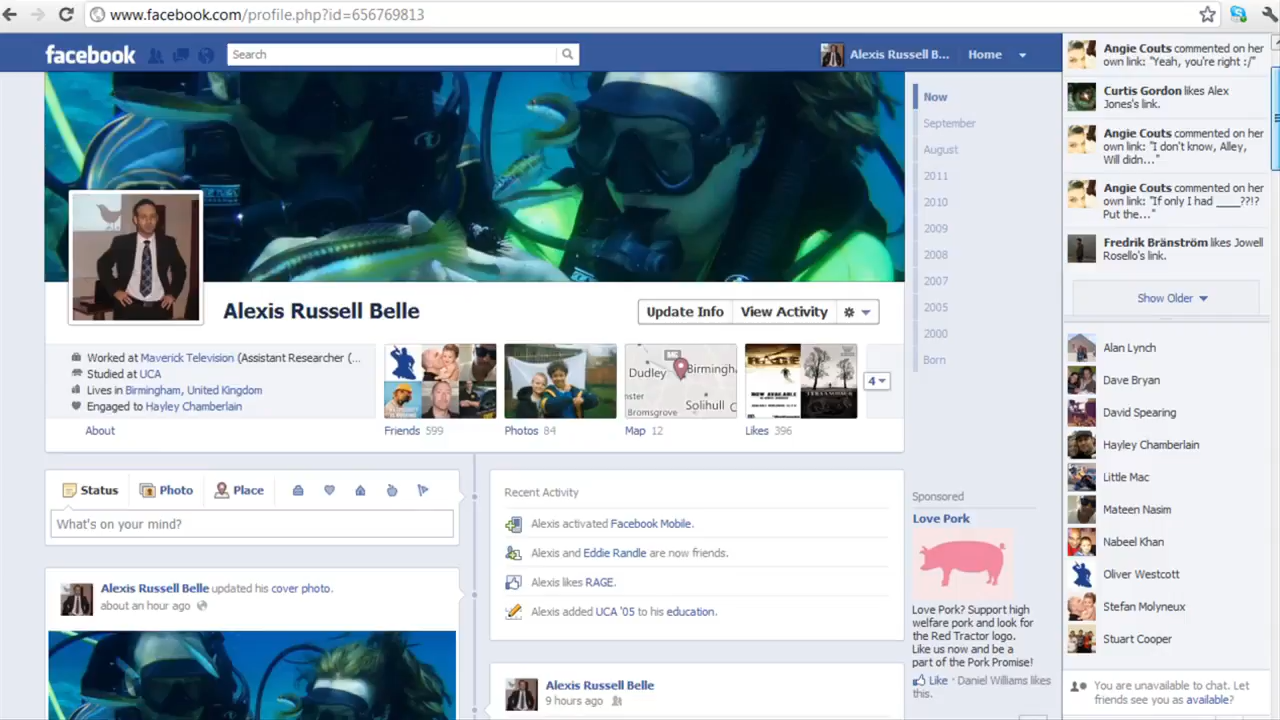 www.facebook.com/profile.php?id=656769813
facebook
Search
Alexis Russell B...
Home
Alexis Russell Belle
Update Info
View Activity
Worked at Maverick Television (Assistant Researcher (...
Studied at UCA
Lives in Birmingham, United Kingdom
Engaged to Hayley Chamberlain
About
Friends 599
Photos 84
Dudley
Birmingh
Solihull
Bromsgrove
Map 12
RAGE
NOW AVAILABLE
Likes 396
4
Status
Photo
Place
What's on your mind?
Alexis Russell Belle updated his cover photo.
about an hour ago
Recent Activity
Alexis activated Facebook Mobile.
Alexis and Eddie Randle are now friends.
Alexis likes RAGE.
Alexis added UCA '05 to his education.
Alexis Russell Belle
9 hours ago
Now
September
August
2011
2010
2009
2008
2007
2005
2000
Born
Sponsored
Love Pork
Love Pork? Support high
welfare pork and look for
the Red Tractor logo.
Like us now and be a
part of the Pork Promise!
Like · Daniel Williams likes
this.
Angie Couts commented on her
own link: "Yeah, you're right :/"
Curtis Gordon likes Alex
Jones's link.
Angie Couts commented on her
own link: "I don't know, Alley,
Will didn..."
Angie Couts commented on her
own link: "If only I had ____??!?
Put the..."
Fredrik Bränström likes Jowell
Rosello's link.
Show Older
Alan Lynch
Dave Bryan
David Spearing
Hayley Chamberlain
Little Mac
Mateen Nasim
Nabeel Khan
Oliver Westcott
Stefan Molyneux
Stuart Cooper
You are unavailable to chat. Let
friends see you as available?